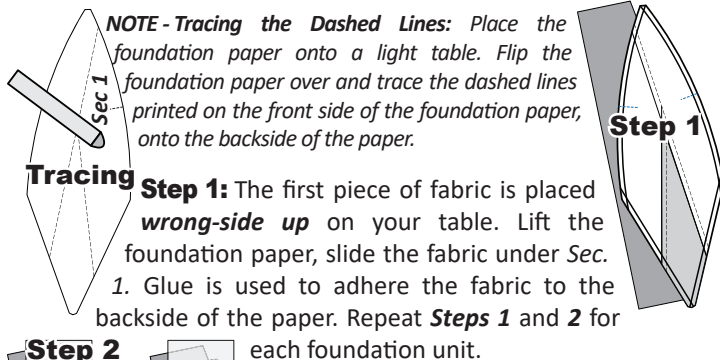 NOTE - Tracing the Dashed Lines: Place the
foundation paper onto a light table. Flip the
foundation paper over and trace the dashed lines
printed on the front side of the foundation paper,
onto the backside of the paper.
Sec 1
Tracing
Step 1
Step 1: The first piece of fabric is placed
wrong-side up on your table. Lift the
foundation paper, slide the fabric under Sec.
1. Glue is used to adhere the fabric to the
backside of the paper. Repeat Steps 1 and 2 for
each foundation unit.
Step 2